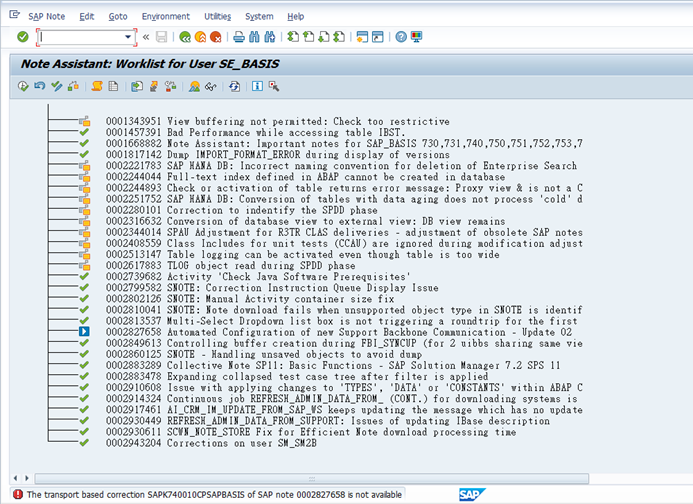 SAP Note Edit Goto Environment Utilities System Help
Note Assistant: Worklist for User SE_BASIS
0001343951 View buffering not permitted: Check too restrictive
0001457391 Bad Performance while accessing table IBST.
0001668882 Note Assistant: Important notes for SAP_BASIS 730,731,740,750,751,752,753,7
0001817142 Dump IMPORT_FORMAT_ERROR during display of versions
0002221783 SAP HANA DB: Incorrect naming convention for deletion of Enterprise Search
0002244044 Full-text index defined in ABAP cannot be created in database
0002244893 Check or activation of table returns error message: Proxy view & is not a C
0002251752 SAP HANA DB: Conversion of tables with data aging does not process 'cold' d
0002280101 Correction to indentify the SPDD phase
0002316632 Conversion of database view to external view: DB view remains
0002344014 SPAU Adjustment for R3TR CLAS deliveries - adjustment of obsolete SAP notes
0002408559 Class Includes for unit tests (CCAU) are ignored during modification adjust
0002513147 Table logging can be activated even though table is too wide
0002617883 TLOG object read during SPDD phase
0002739682 Activity 'Check Java Software Prerequisites'
0002799582 SNOTE: Correction Instruction Queue Display Issue
0002802126 SNOTE: Manual Activity container size fix
0002810041 SNOTE: Note download fails when unsupported object type in SNOTE is identif
0002813537 Multi-Select Dropdown list box is not triggering a roundtrip for the first
0002827658 Automated Configuration of new Support Backbone Communication - Update 02
0002849613 Controlling buffer creation during FBI_SYNCUP (for 2 uibbs sharing same vie
0002860125 SNOTE - Handling unsaved objects to avoid dump
0002883289 Collective Note SP11: Basic Functions - SAP Solution Manager 7.2 SPS 11
0002883478 Expanding collapsed test case tree after filter is applied
0002910608 Issue with applying changes to 'TYPES', 'DATA' or 'CONSTANTS' within ABAP C
0002914324 Continuous job REFRESH_ADMIN_DATA_FROM_ (CONT.) for downloading systems is
0002917461 AI_CRM_IM_UPDATE_FROM_SAP_WS keeps updating the message which has no update
0002930449 REFRESH_ADMIN_DATA_FROM_SUPPORT: Issues of updating IBase description
0002930611 SCWN_NOTE_STORE Fix for Efficient Note download processing time
0002943204 Corrections on user SM_SM2B
The transport based correction SAPK740010CPSAPBASIS of SAP note 0002827658 is not available
SAP